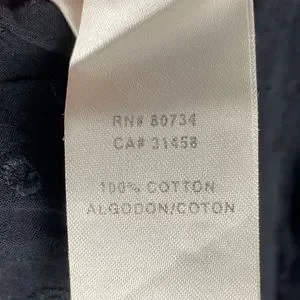 RN# 80734
CA# 31458
100% COTTON
ALGODON/COTON